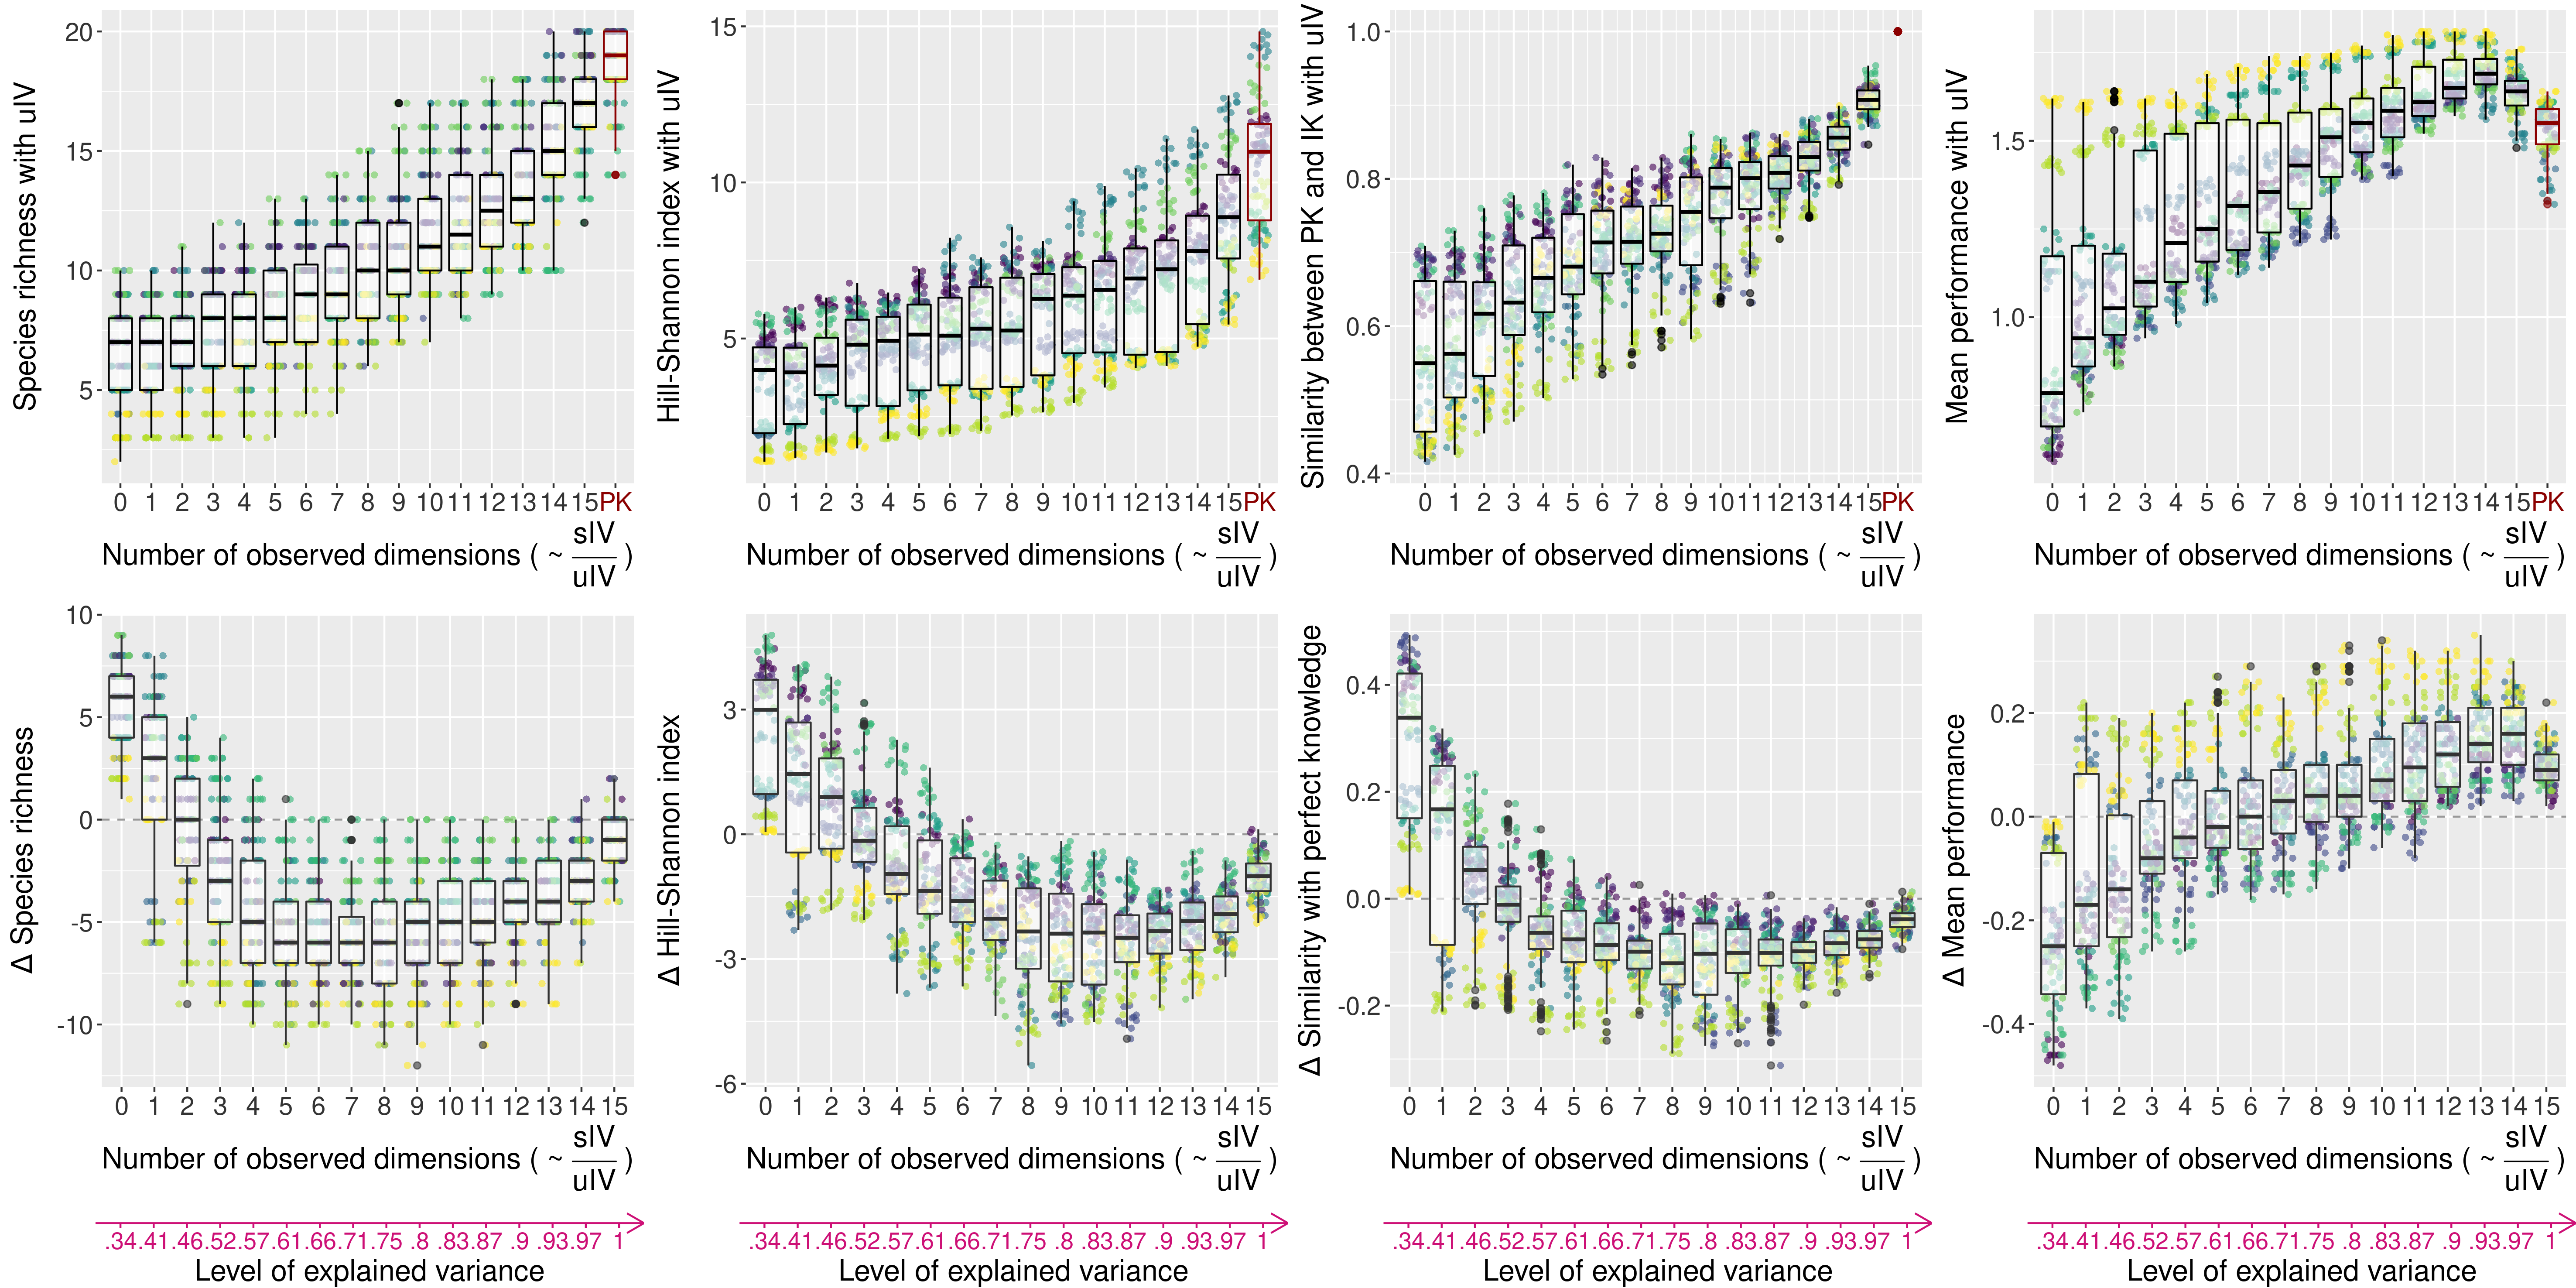 Species richness with uIV
20
15
10
5
0 1 2 3 4 5 6 7 8 9 10 11 12 13 14 15PK
Number of observed dimensions ( ~ sIV/uIV )
Hill-Shannon index with uIV
15
10
5
0 1 2 3 4 5 6 7 8 9 10 11 12 13 14 15PK
Number of observed dimensions ( ~ sIV/uIV )
Similarity between PK and IK with uIV
1.0
0.8
0.6
0.4
0 1 2 3 4 5 6 7 8 9 10 11 12 13 14 15PK
Number of observed dimensions ( ~ sIV/uIV )
Mean performance with uIV
1.5
1.0
0 1 2 3 4 5 6 7 8 9 10 11 12 13 14 15PK
Number of observed dimensions ( ~ sIV/uIV )
Δ Species richness
10
5
0
-5
-10
0 1 2 3 4 5 6 7 8 9 10 11 12 13 14 15
Number of observed dimensions ( ~ sIV/uIV )
.34.41.46.52.57.61.66.71.75 .8 .83.87 .9 .93.97 1
Level of explained variance
Δ Hill-Shannon index
3
0
-3
-6
0 1 2 3 4 5 6 7 8 9 10 11 12 13 14 15
Number of observed dimensions ( ~ sIV/uIV )
.34.41.46.52.57.61.66.71.75 .8 .83.87 .9 .93.97 1
Level of explained variance
Δ Similarity with perfect knowledge
0.4
0.2
0.0
-0.2
0 1 2 3 4 5 6 7 8 9 10 11 12 13 14 15
Number of observed dimensions ( ~ sIV/uIV )
.34.41.46.52.57.61.66.71.75 .8 .83.87 .9 .93.97 1
Level of explained variance
Δ Mean performance
0.2
0.0
-0.2
-0.4
0 1 2 3 4 5 6 7 8 9 10 11 12 13 14 15
Number of observed dimensions ( ~ sIV/uIV )
.34.41.46.52.57.61.66.71.75 .8 .83.87 .9 .93.97 1
Level of explained variance